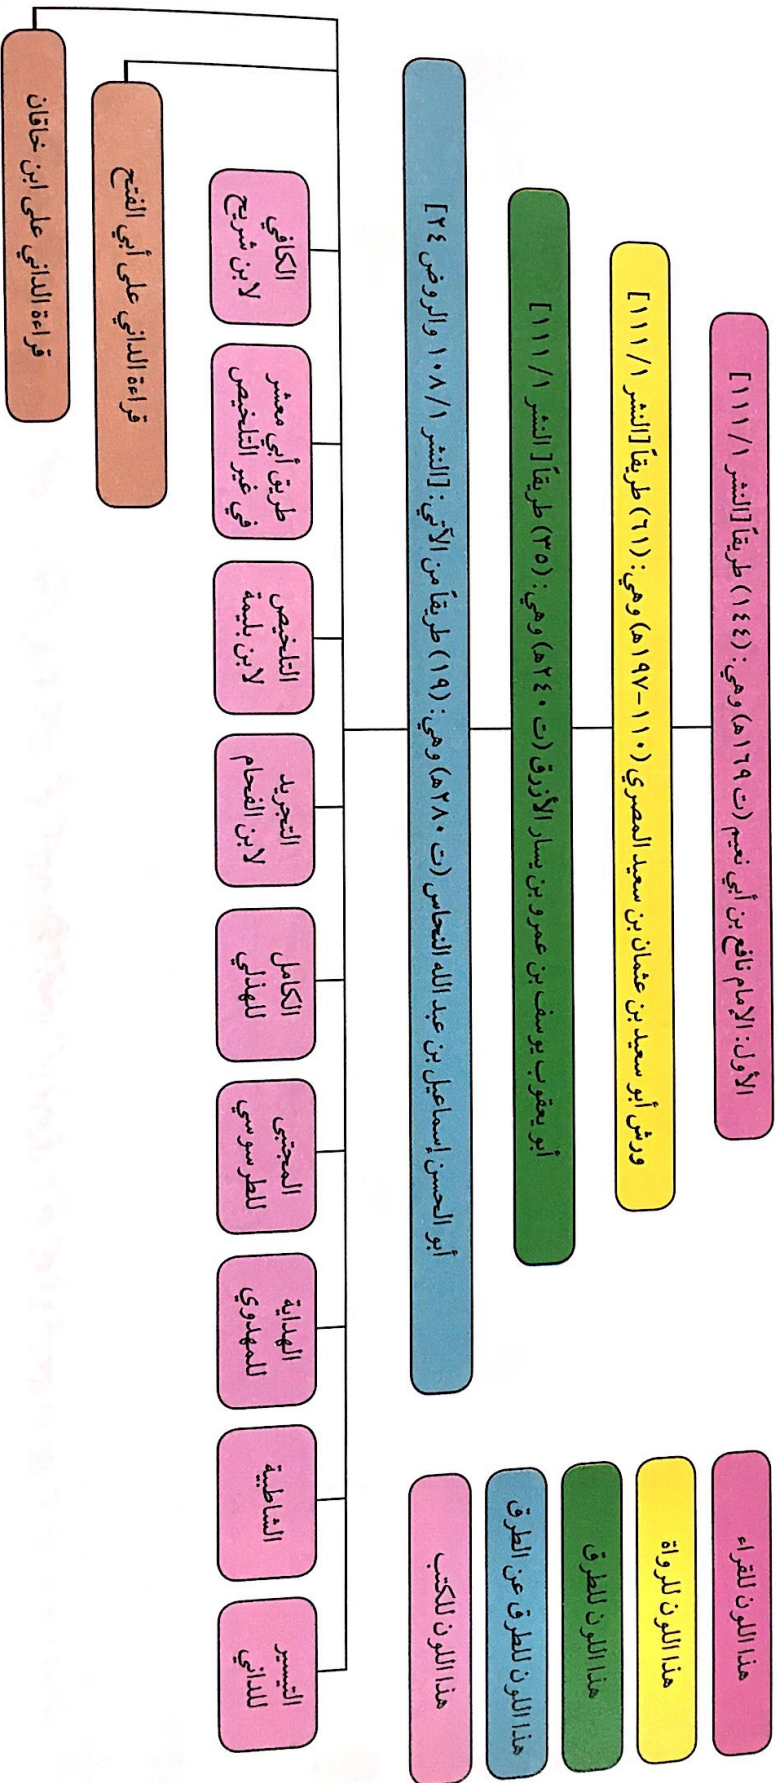 هذا اللون للقراء
هذا اللون للرواة
هذا اللون للطرق
هذا اللون للطرق عن الطرق
هذا اللون للكتب
الأول: الإمام نافع بن أبي نعيم (ت ١٦٩هـ) وهي: (١٤٤) طريقاً [النشر ١/١١١]
ورش أبو سعيد عثمان بن سعيد المصري (١١٠-١٩٧هـ) وهي: (٦١) طريقاً [النشر ١/١١١]
أبو يعقوب يوسف بن عمرو بن يسار الأزرق (ت ٢٤٠هـ) وهي: (٣٥) طريقاً [النشر ١/١١١]
أبو الحسن إسماعيل بن عبد الله النحاس (ت ٢٨٠هـ) وهي: (١٩) طريقاً من الآتي: [النشر ١/١٠٨ والروض ٢٤]
التيسير
للداني
الشاطبية
الهداية
للمهدوي
المجتبى
للطرسوسي
الكامل
للهذلي
التجريد
لابن الفحام
التلخيص
لابن بليمة
طريق أبي معشر
في غير التلخيص
الكافي
لابن شريح
قراءة الداني على أبي الفتح
قراءة الداني على ابن خاقان